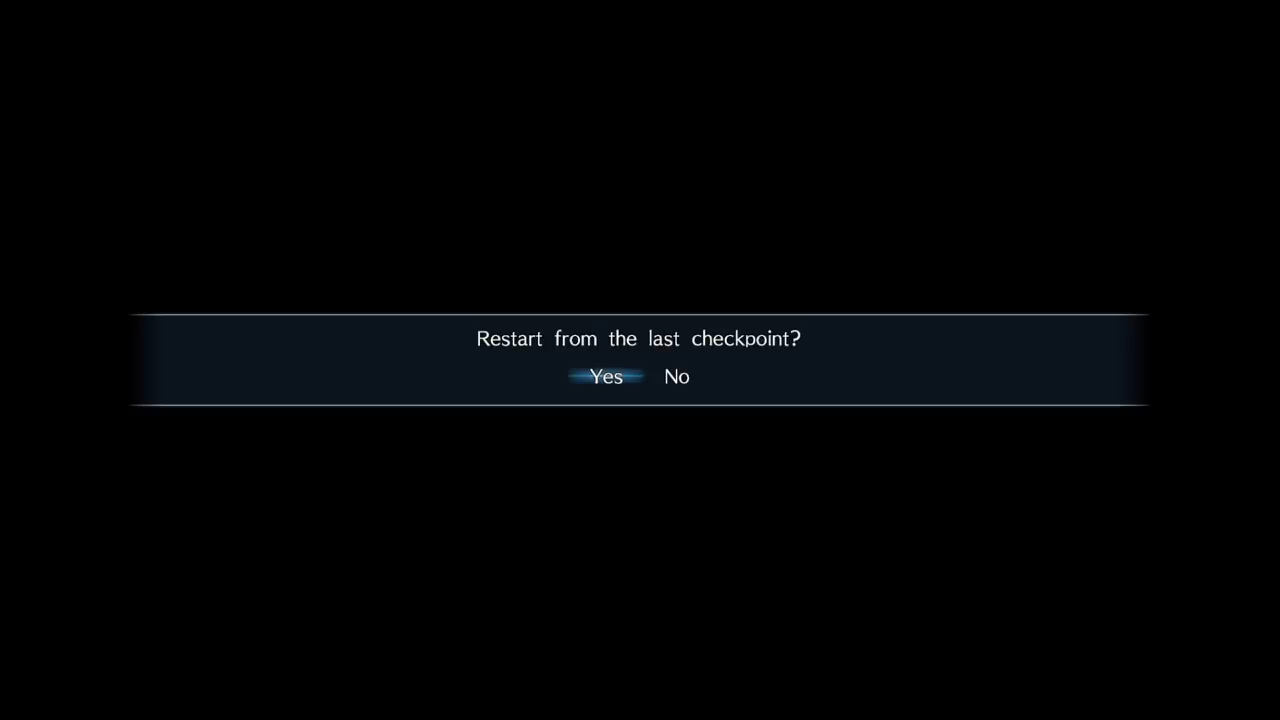 Restart from the last checkpoint?
Yes No